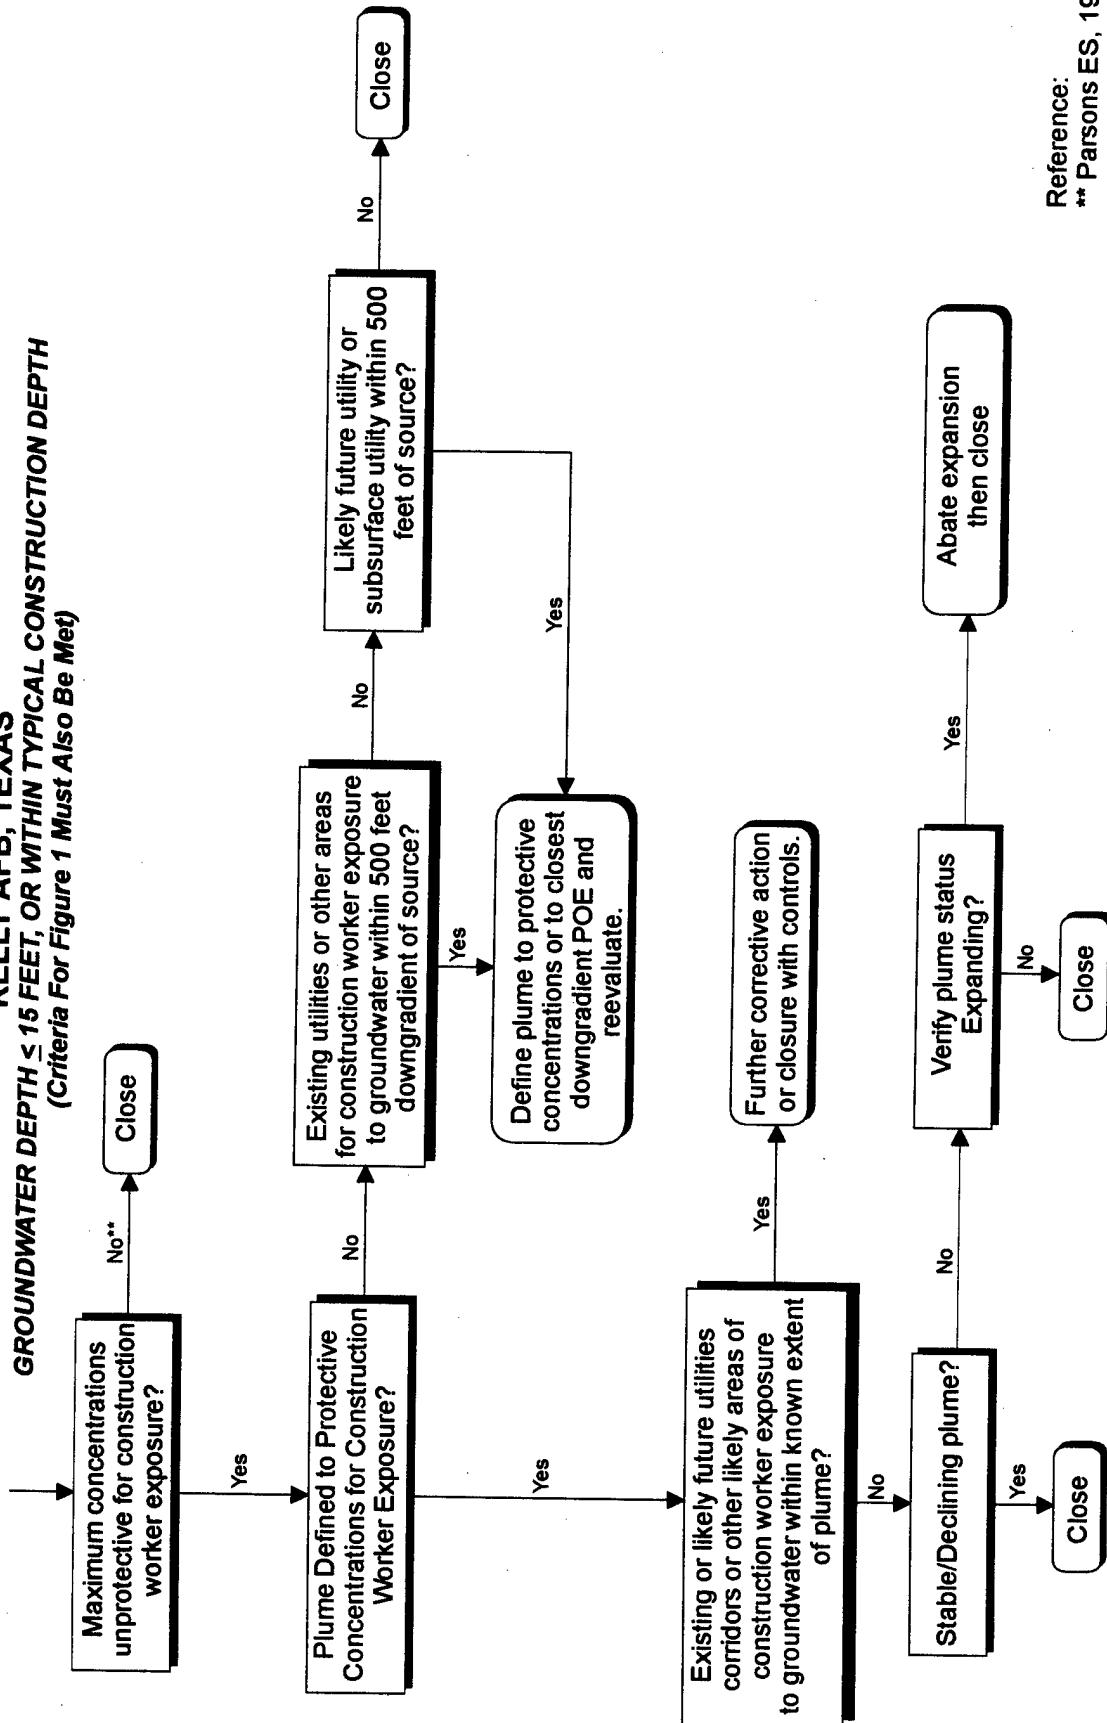 KELLY AFB, TEXAS
GROUNDWATER DEPTH ≤ 15 FEET, OR WITHIN TYPICAL CONSTRUCTION DEPTH
(Criteria For Figure 1 Must Also Be Met)
Maximum concentrations
unprotective for construction
worker exposure?
No**
Close
Yes
Plume Defined to Protective
Concentrations for Construction
Worker Exposure?
No
Existing utilities or other areas
for construction worker exposure
to groundwater within 500 feet
downgradient of source?
No
Likely future utility or
subsurface utility within 500
feet of source?
No
Close
Yes
Yes
Define plume to protective
concentrations or to closest
downgradient POE and
reevaluate.
Yes
Existing or likely future utilities
corridors or other likely areas of
construction worker exposure
to groundwater within known extent
of plume?
Yes
Further corrective action
or closure with controls.
No
Stable/Declining plume?
No
Verify plume status
Expanding?
Yes
Abate expansion
then close
Yes
Close
No
Close
Reference:
** Parsons ES, 19